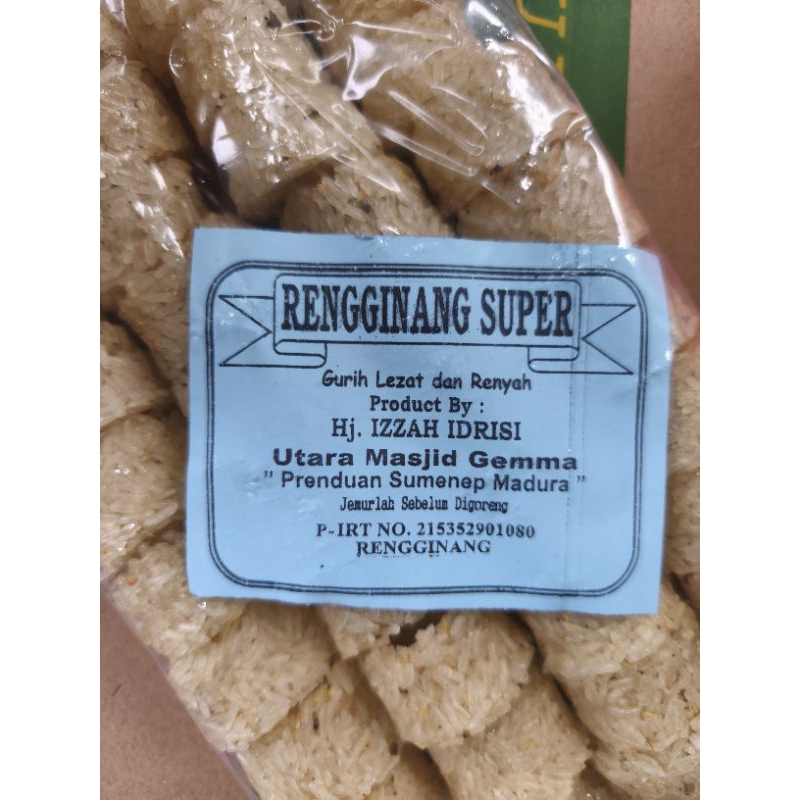 RENGGINANG SUPER
Gurih Lezat dan Renyah
Product By :
Hj. IZZAH IDRISI
Utara Masjid Gemma
" Prenduan Sumenep Madura "
Jemurlah Sebelum Digoreng
P-IRT NO. 215352901080
RENGGINANG